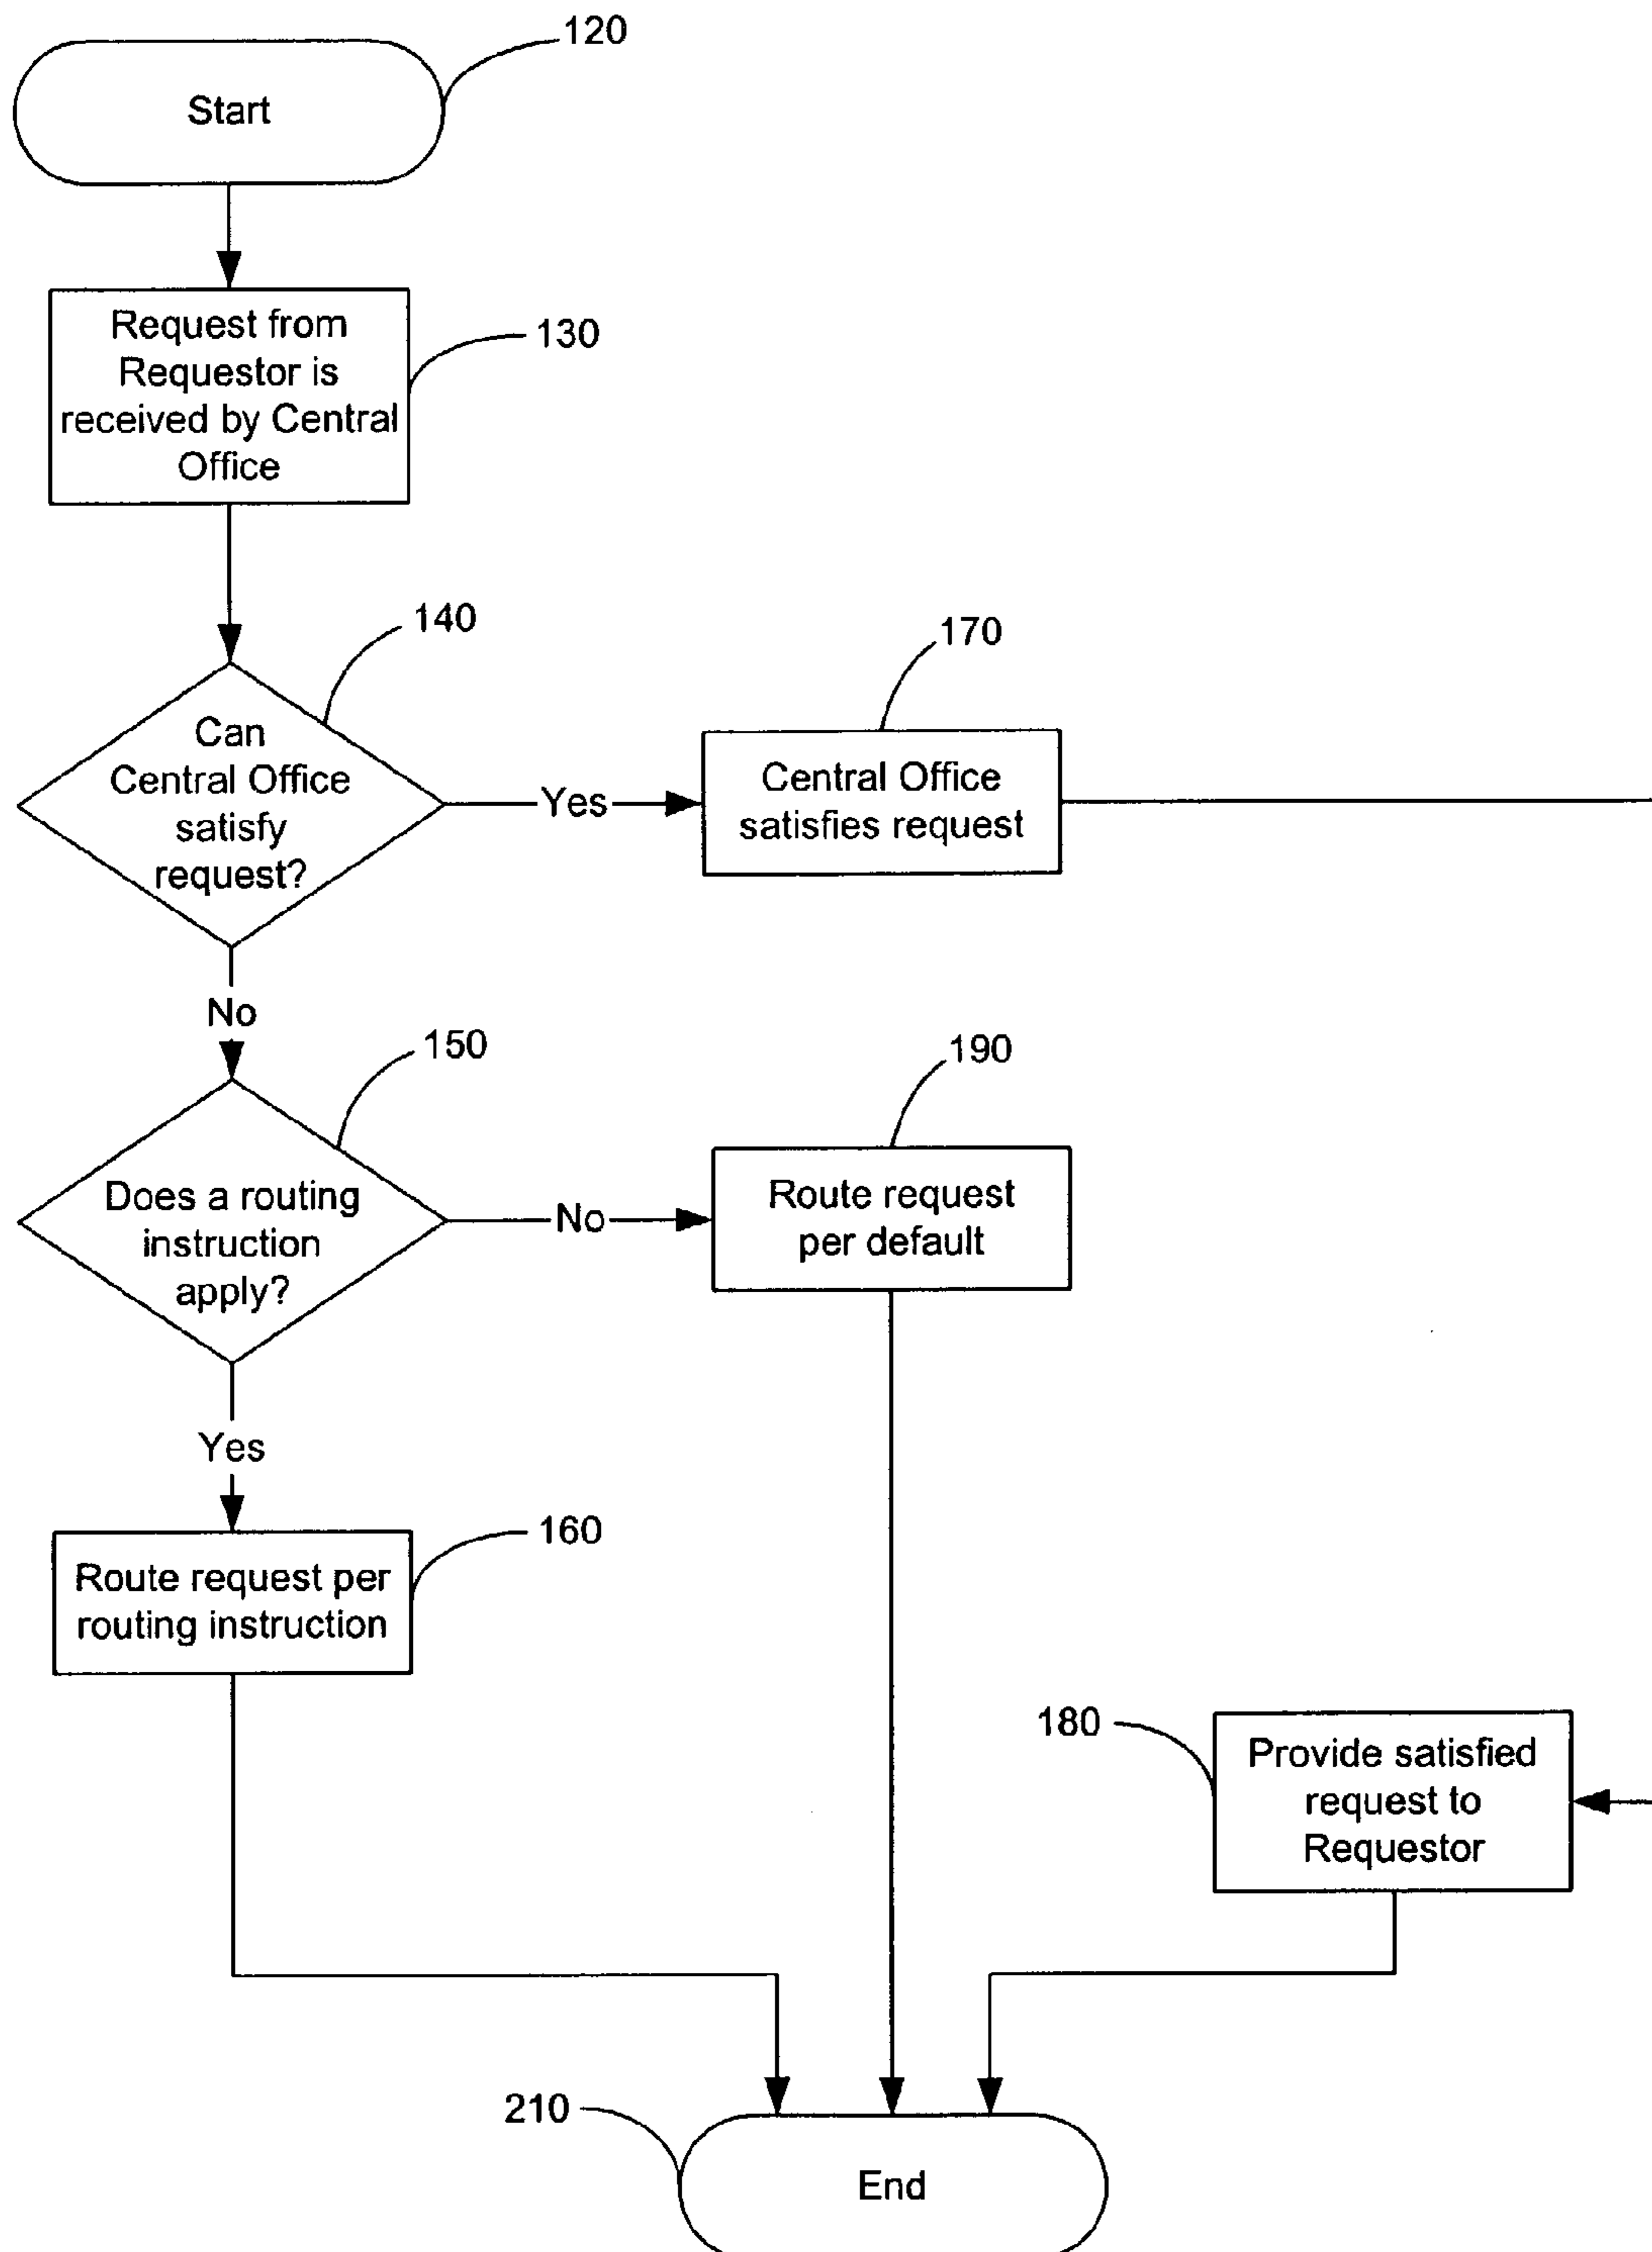 120
Start
Request from
Requestor is
received by Central
Office
130
140
Can
Central Office
satisfy
request?
Yes
170
Central Office
satisfies request
No
150
Does a routing
instruction
apply?
No
190
Route request
per default
Yes
160
Route request per
routing instruction
180
Provide satisfied
request to
Requestor
210
End